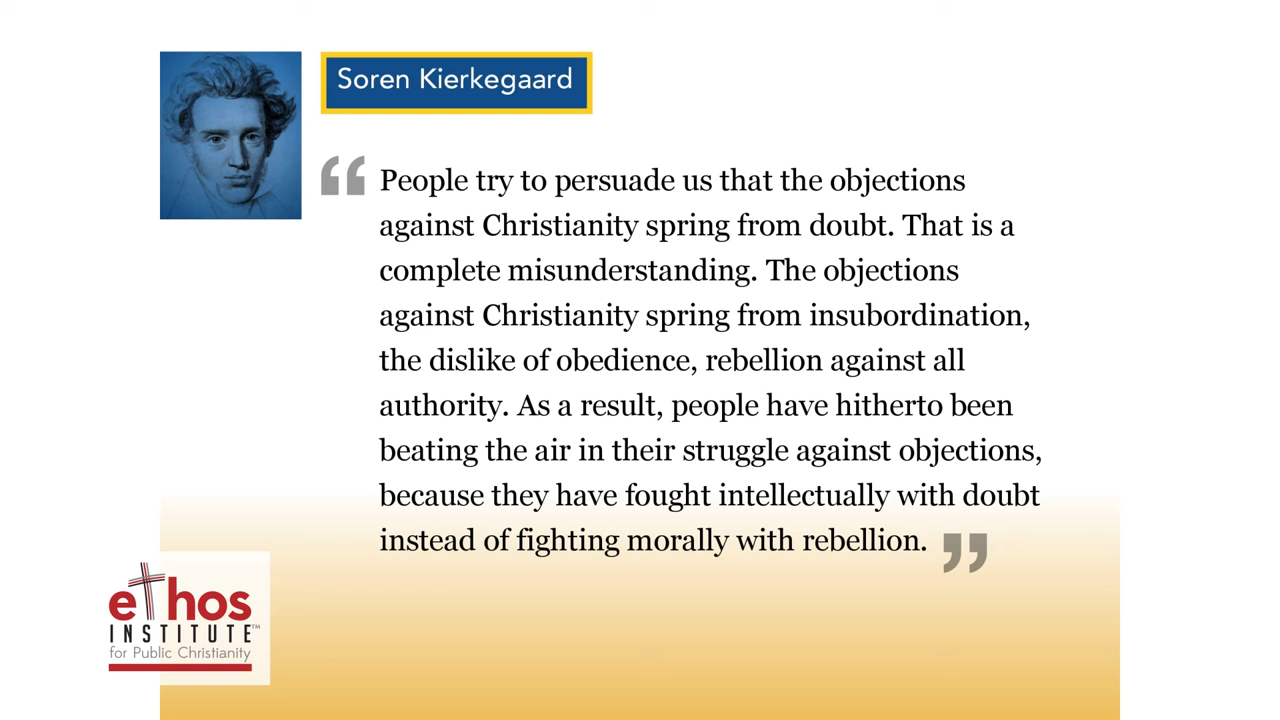 Soren Kierkegaard
“ People try to persuade us that the objections
against Christianity spring from doubt. That is a
complete misunderstanding. The objections
against Christianity spring from insubordination,
the dislike of obedience, rebellion against all
authority. As a result, people have hitherto been
beating the air in their struggle against objections,
because they have fought intellectually with doubt
instead of fighting morally with rebellion. ”
ethos
INSTITUTE™
for Public Christianity